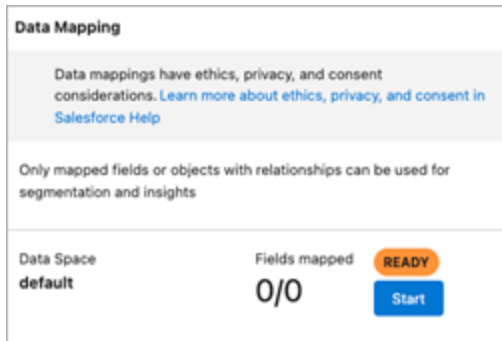 Data Mapping
Data mappings have ethics, privacy, and consent
considerations. Learn more about ethics, privacy, and consent in
Salesforce Help
Only mapped fields or objects with relationships can be used for
segmentation and insights
Data Space
default
Fields mapped
0/0
READY
Start